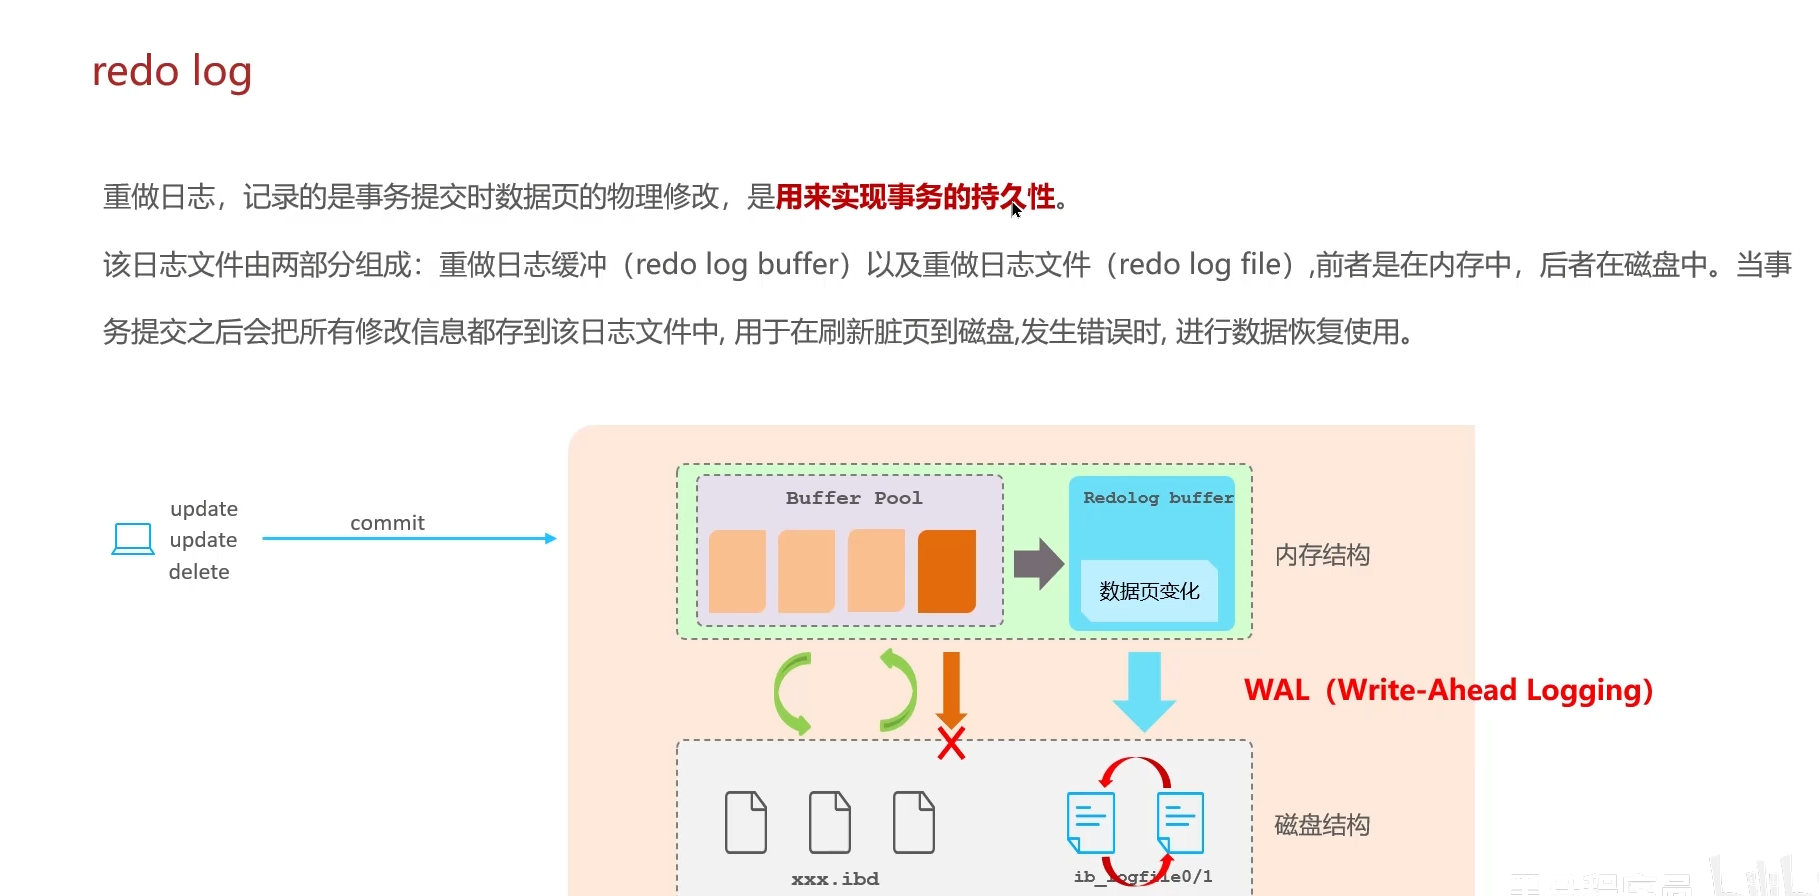 redo log
重做日志，记录的是事务提交时数据页的物理修改，是用来实现事务的持久性。
该日志文件由两部分组成：重做日志缓冲（redo log buffer）以及重做日志文件（redo log file）,前者是在内存中，后者在磁盘中。当事
务提交之后会把所有修改信息都存到该日志文件中, 用于在刷新脏页到磁盘,发生错误时, 进行数据恢复使用。
Buffer Pool
Redolog buffer
update
commit
update
delete
内存结构
数据页变化
WAL（Write-Ahead Logging）
磁盘结构
xxx.ibd
ib_logfile0/1